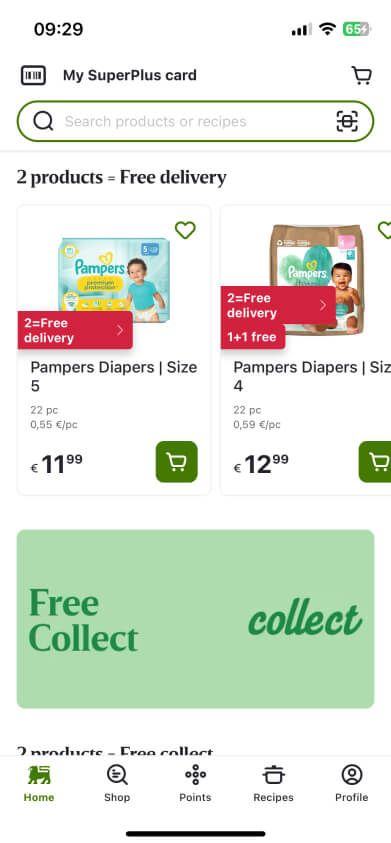 09:29
65
My SuperPlus card
Search products or recipes
2 products = Free delivery
5
Pampers
premium
protection
2=Free
delivery
Pampers Diapers | Size
5
22 pc
0,55 €/pc
€ 11 99
4
Pampers
2=Free
delivery
1+1 free
Pampers Diapers | Siz
4
22 pc
0,59 €/pc
€ 12 99
Free
Collect
collect
2 products = Free collect
Home
Shop
Points
Recipes
Profile